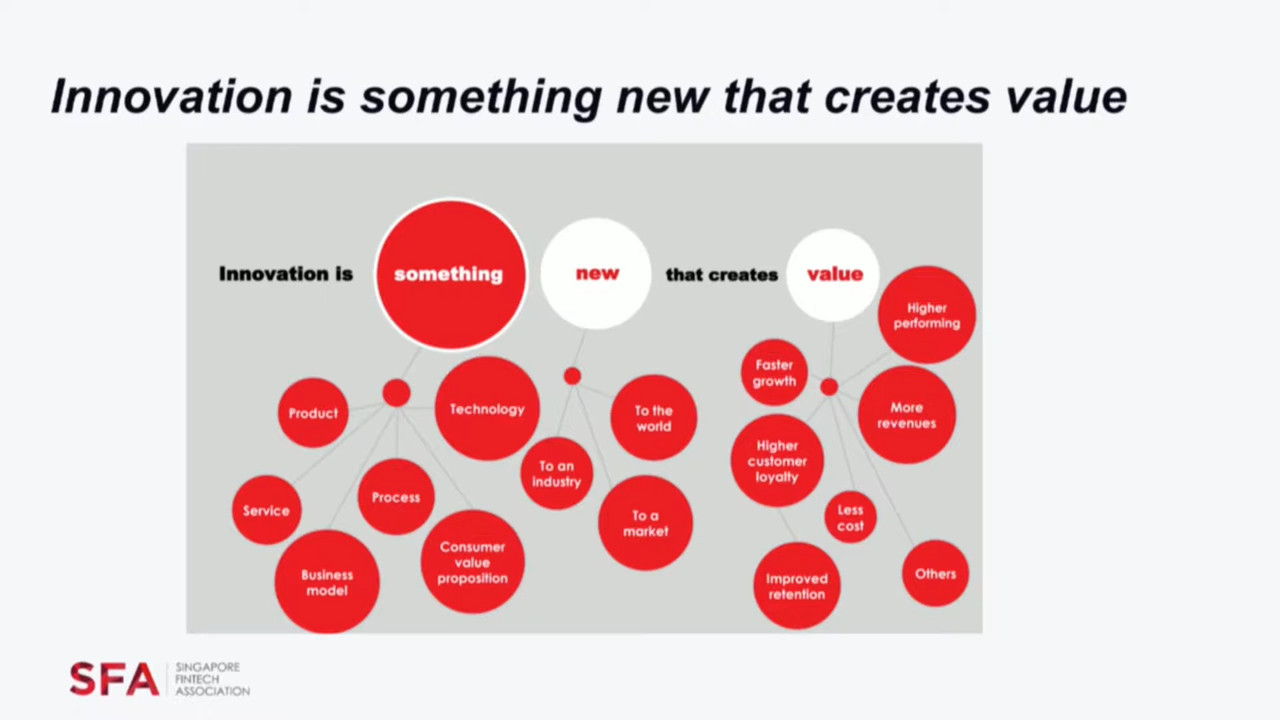 Innovation is something new that creates value
Innovation is something new that creates value
Product
Technology
Service
Process
Business
model
Consumer
value
proposition
To the
world
To an
industry
To a
market
Higher
performing
Faster
growth
More
revenues
Higher
customer
loyalty
Less
cost
Improved
retention
Others
SFA
SINGAPORE
FINTECH
ASSOCIATION